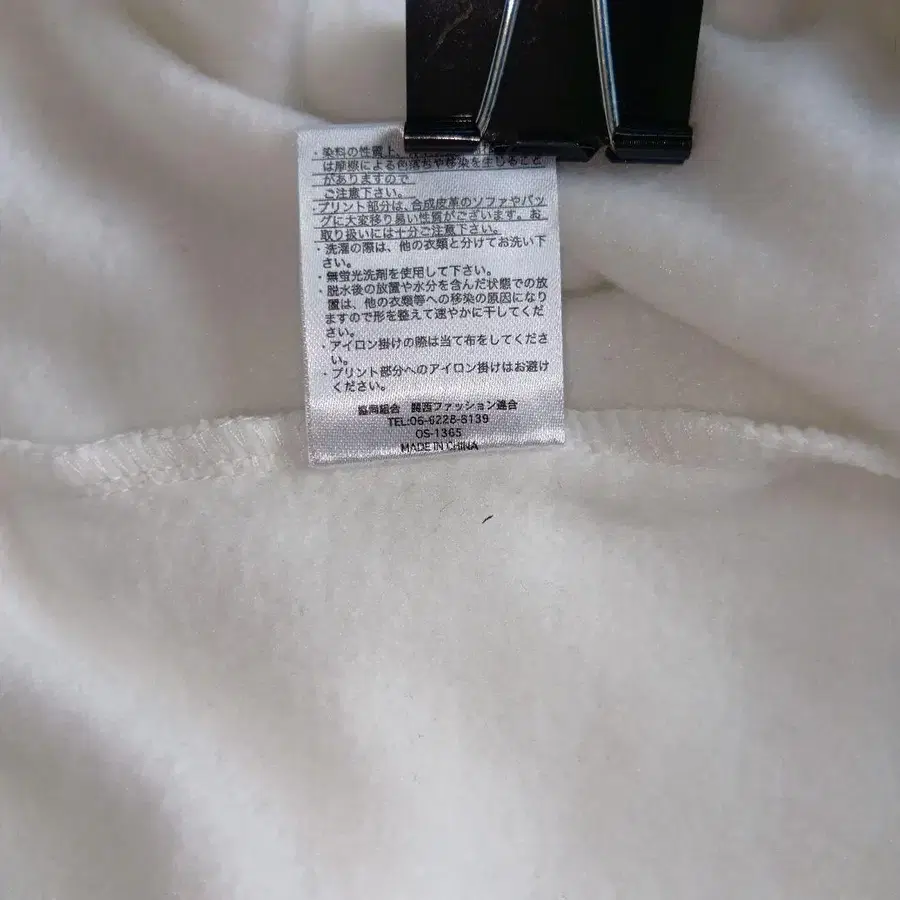 ・染料の性質上、
は摩擦による色落ちや移染を生じること
がありますので
ご注意下さい。
・プリント部分は、合成皮革のソファやバッ
グに大変移り易い性質がございます。お
取り扱いには十分ご注意下さい。
・洗濯の際は、他の衣類と分けてお洗い下
さい。
・無蛍光洗剤を使用して下さい。
・脱水後の放置や水分を含んだ状態での放
置は、他の衣類等への移染の原因になり
ますので形を整えて速やかに干してくだ
さい。
・アイロン掛けの際は当て布をしてくださ
い。
・プリント部分へのアイロン掛けはお避け
ください。
協同組合 関西ファッション連合
TEL:06-6228-8139
OS-1365
MADE IN CHINA